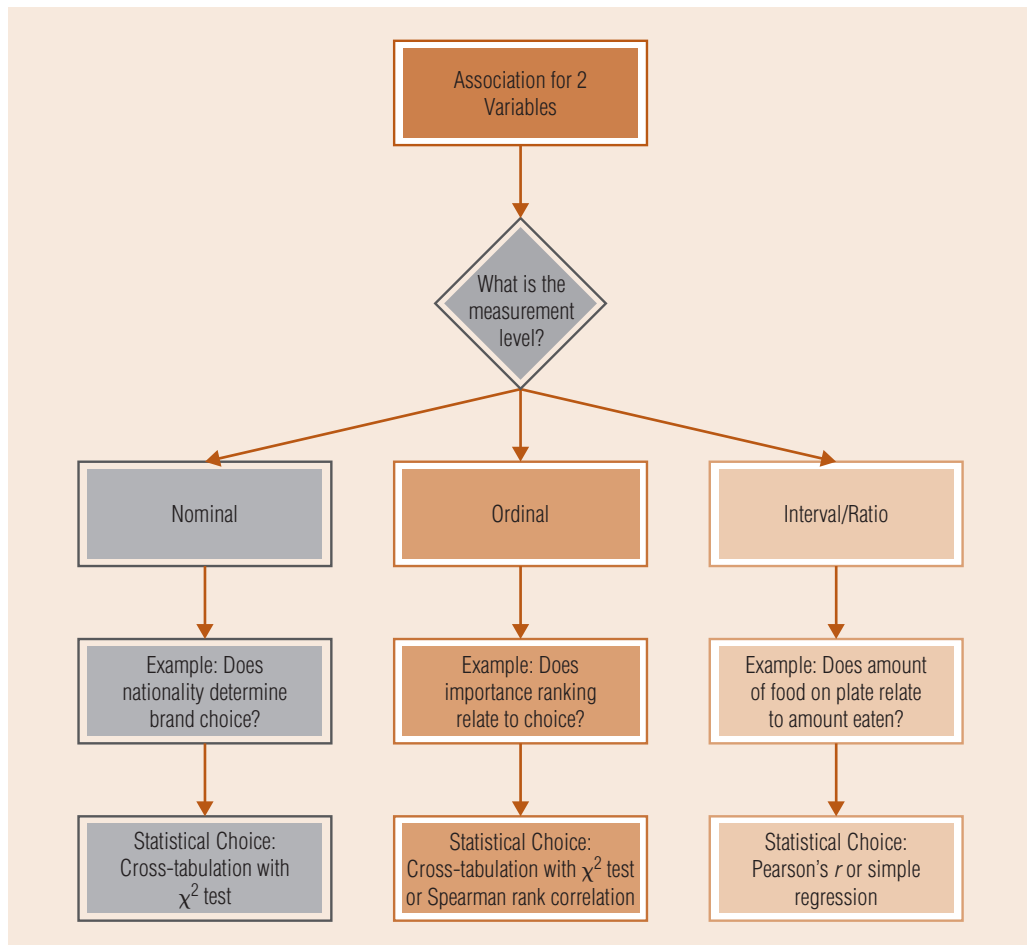 Association for 2
Variables
What is the
measurement
level?
Nominal
Ordinal
Interval/Ratio
Example: Does
nationality determine
brand choice?
Example: Does
importance ranking
relate to choice?
Example: Does amount
of food on plate relate
to amount eaten?
Statistical Choice:
Cross-tabulation with
χ² test
Statistical Choice:
Cross-tabulation with χ² test
or Spearman rank correlation
Statistical Choice:
Pearson's r or simple
regression